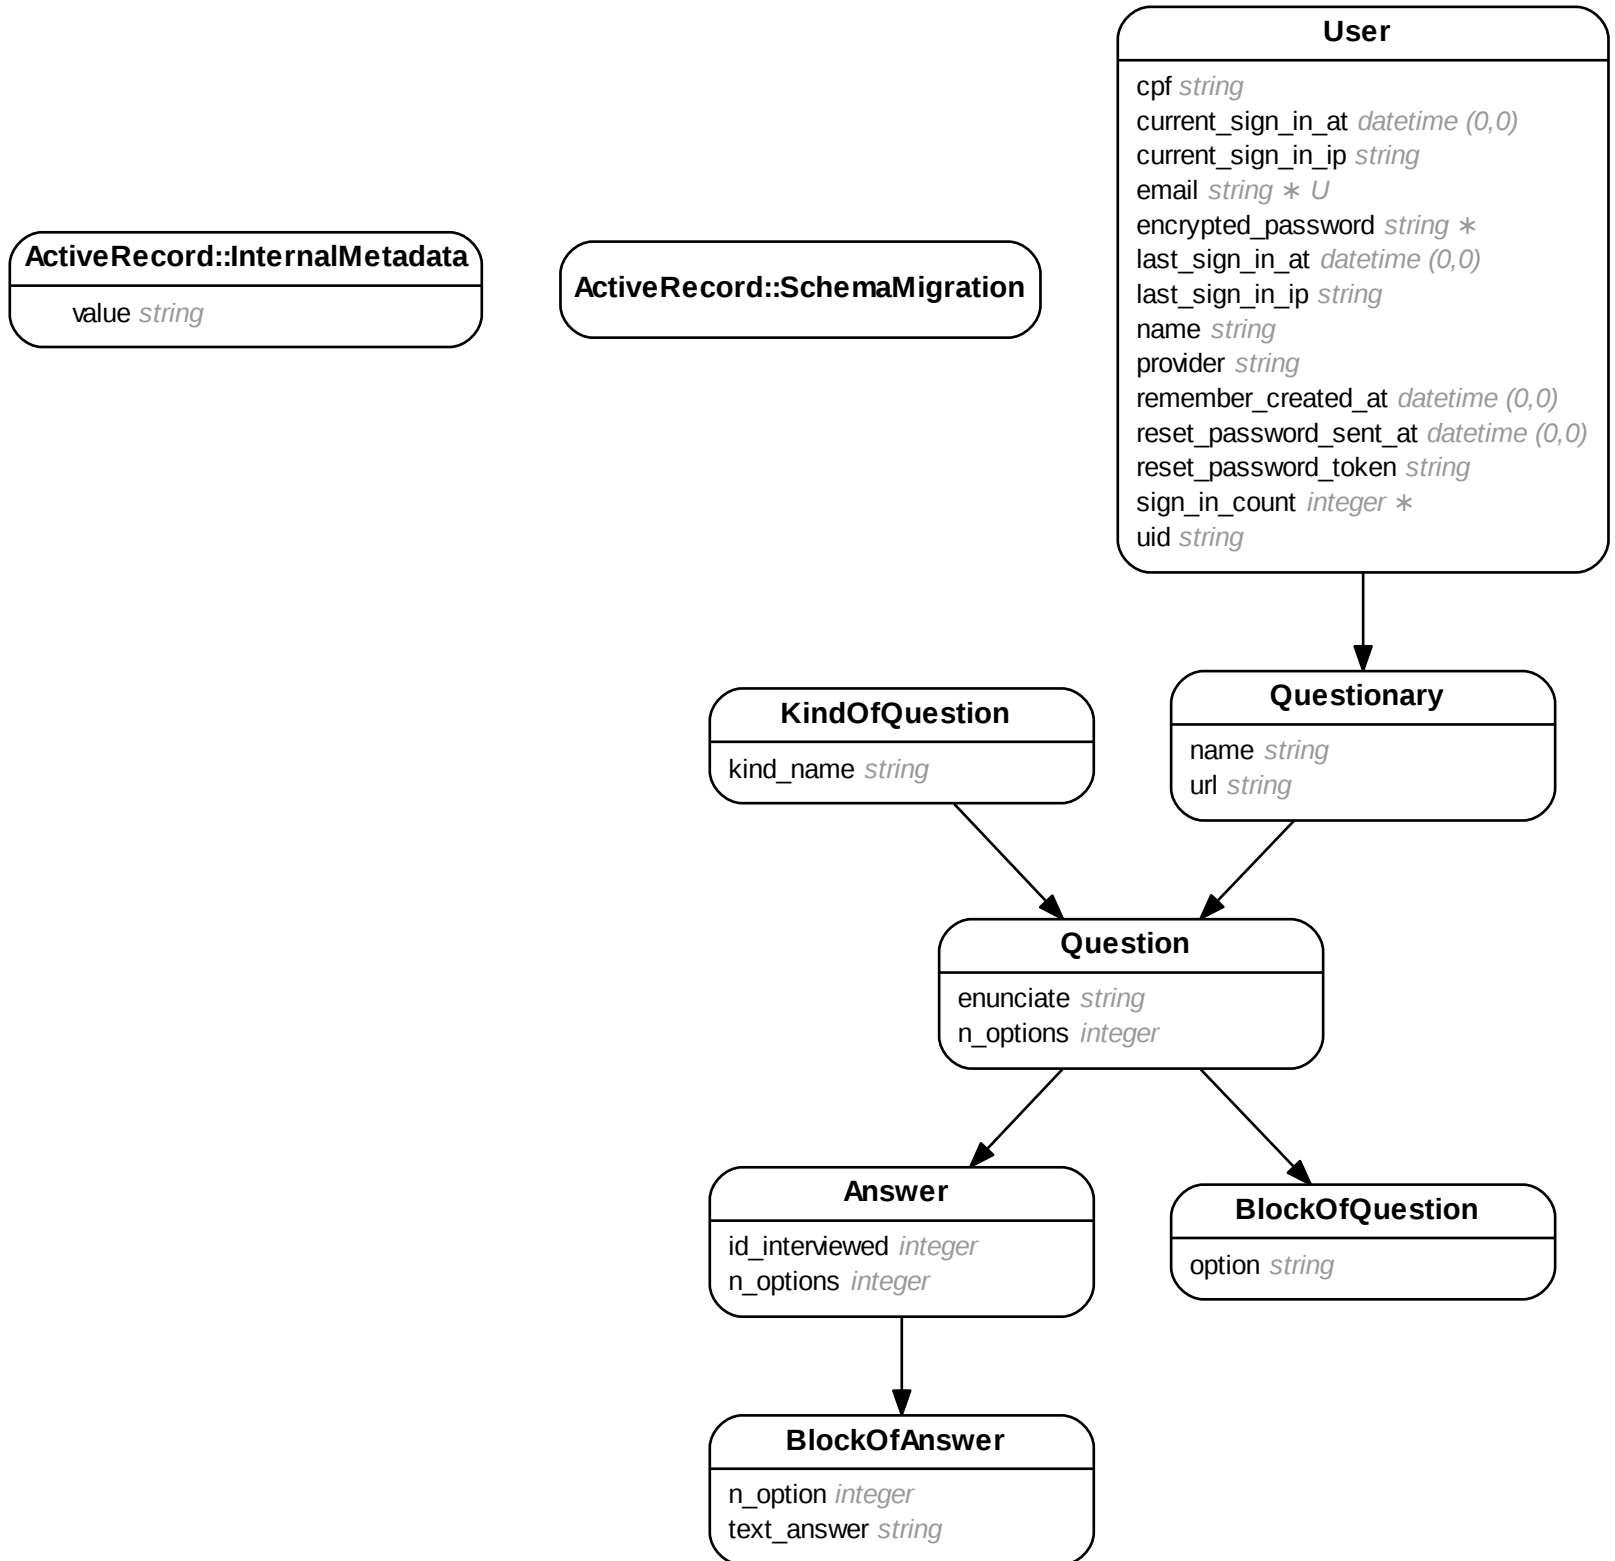 User
cpf string
current_sign_in_at datetime (0,0)
current_sign_in_ip string
email string ∗ U
encrypted_password string ∗
last_sign_in_at datetime (0,0)
last_sign_in_ip string
name string
provider string
remember_created_at datetime (0,0)
reset_password_sent_at datetime (0,0)
reset_password_token string
sign_in_count integer ∗
uid string
ActiveRecord::InternalMetadata
value string
ActiveRecord::SchemaMigration
KindOfQuestion
kind_name string
Questionary
name string
url string
Question
enunciate string
n_options integer
Answer
id_interviewed integer
n_options integer
BlockOfQuestion
option string
BlockOfAnswer
n_option integer
text_answer string